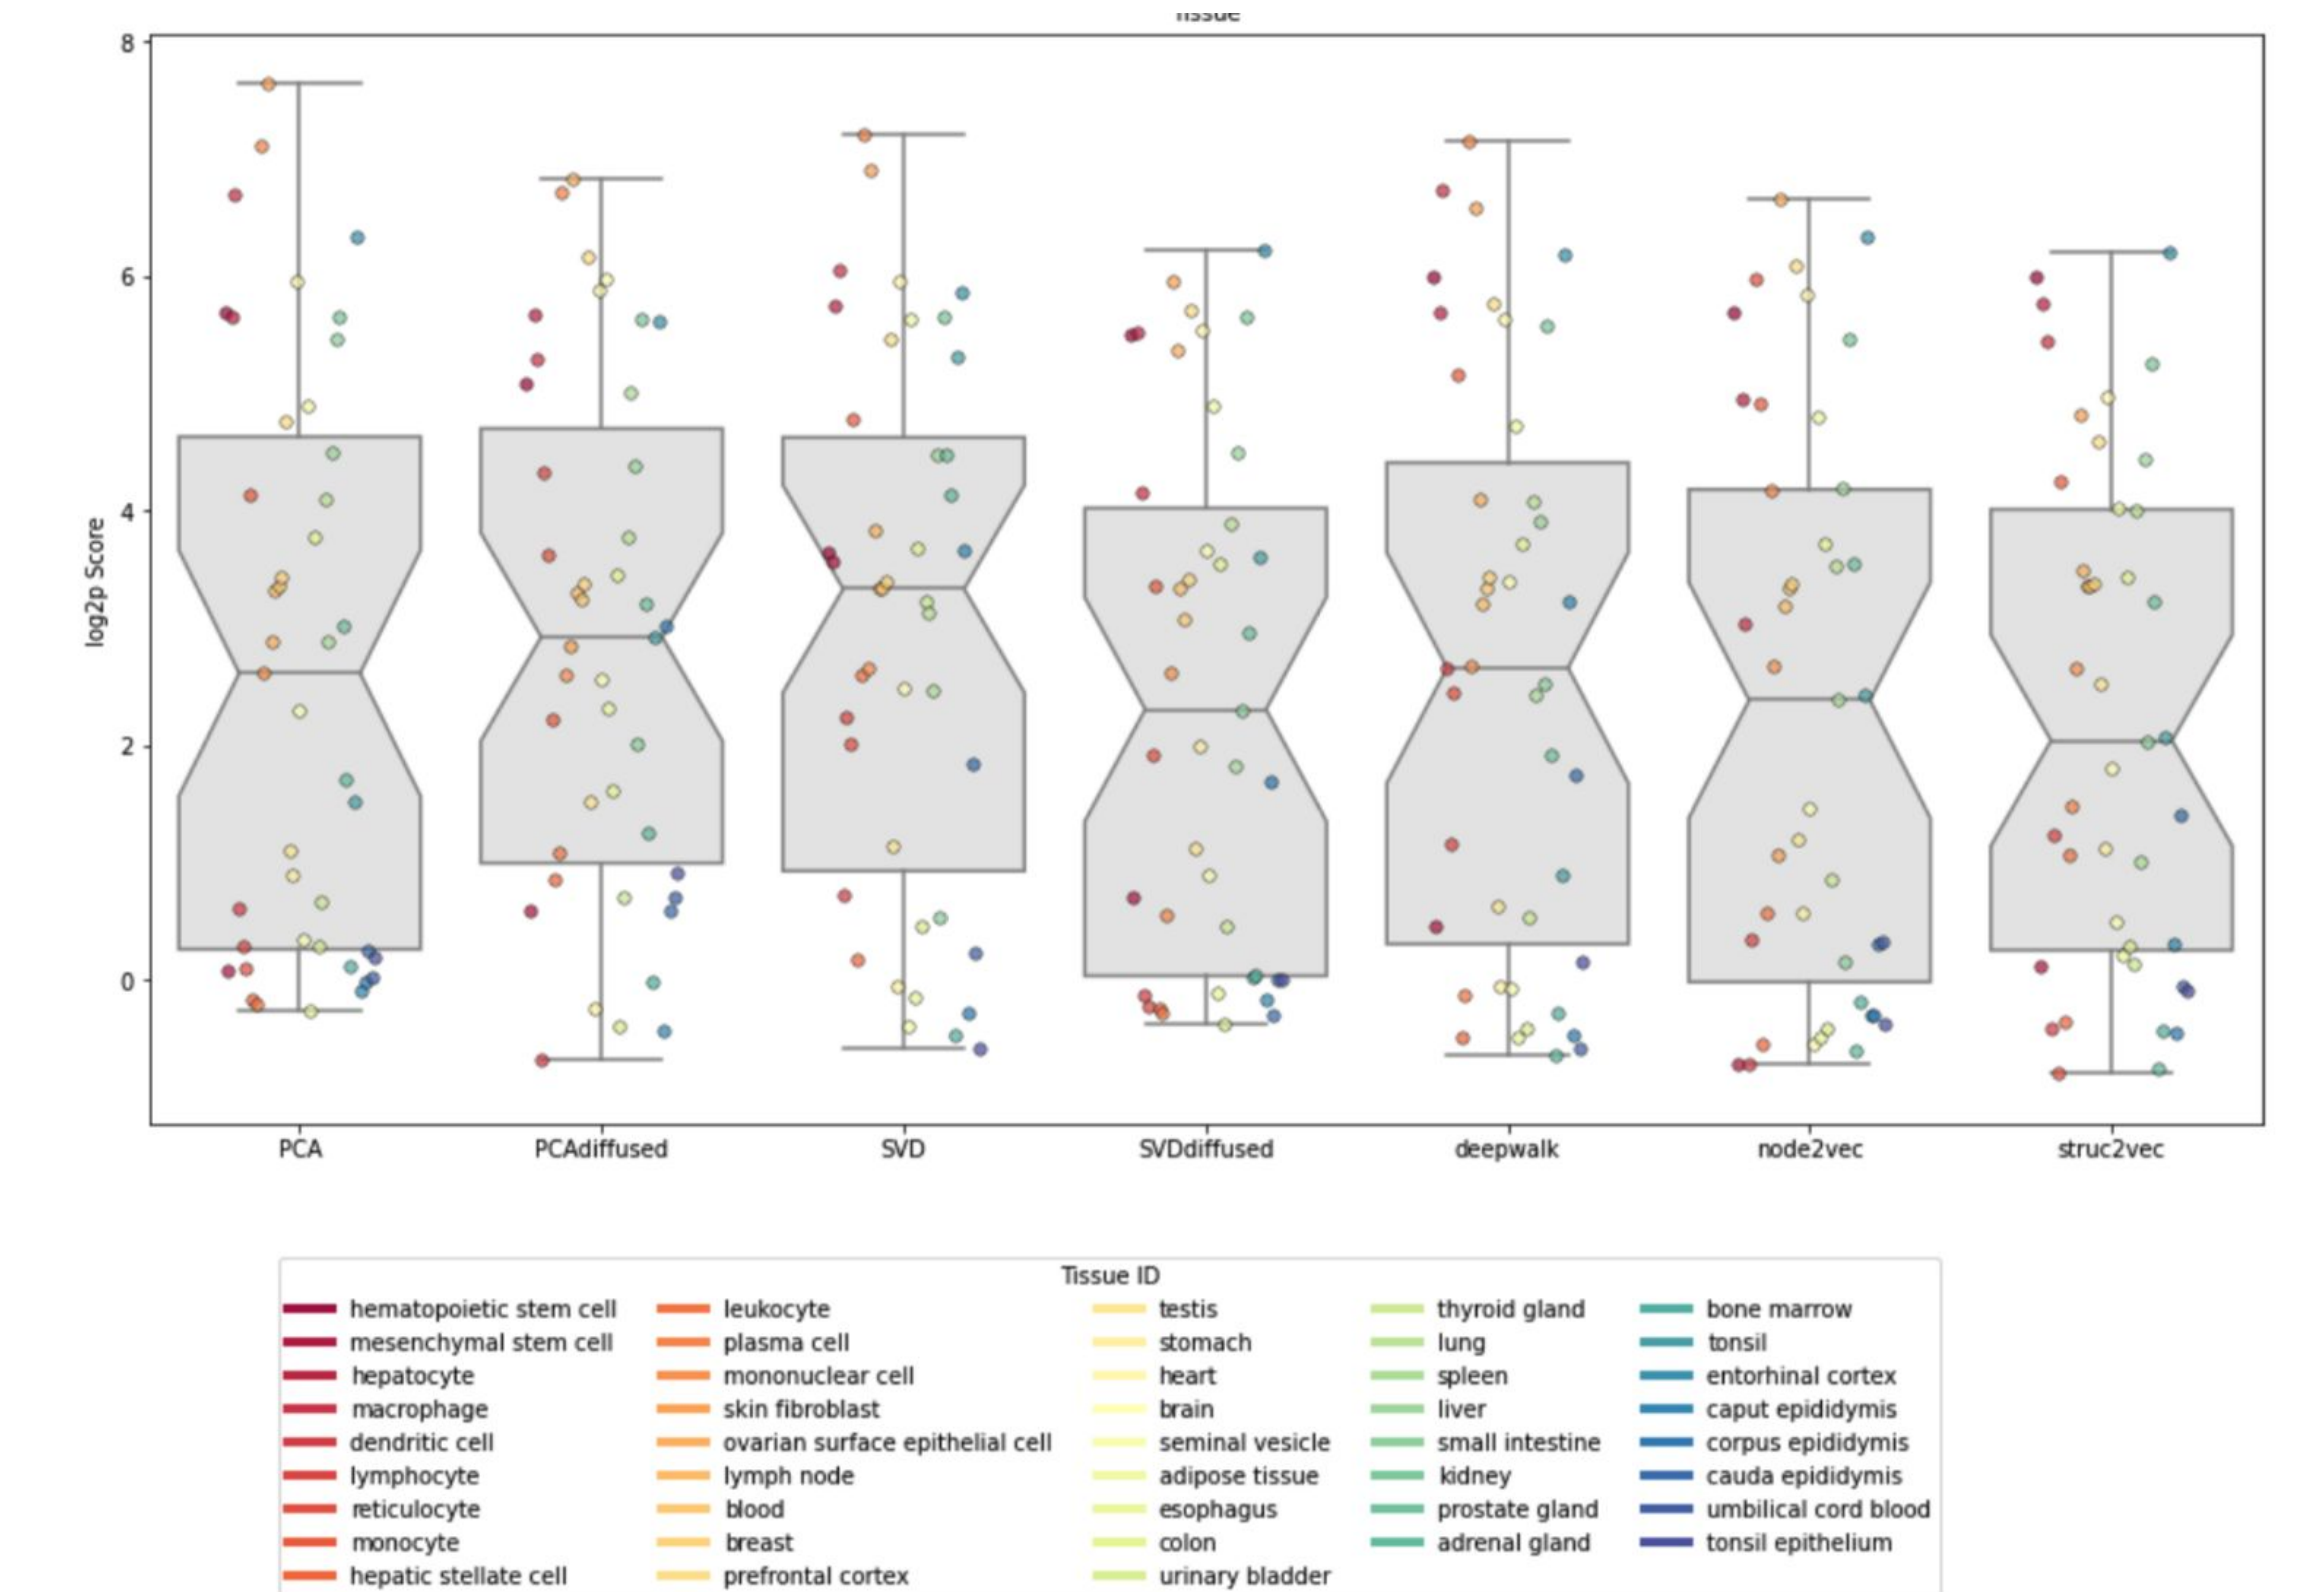 Tissue
8
6
4
2
0
log2p Score
PCA PCAdiffused SVD SVDdiffused deepwalk node2vec struc2vec
Tissue ID
hematopoietic stem cell leukocyte testis thyroid gland bone marrow
mesenchymal stem cell plasma cell stomach lung tonsil
hepatocyte mononuclear cell heart spleen entorhinal cortex
macrophage skin fibroblast brain liver caput epididymis
dendritic cell ovarian surface epithelial cell seminal vesicle small intestine corpus epididymis
lymphocyte lymph node adipose tissue kidney cauda epididymis
reticulocyte blood esophagus prostate gland umbilical cord blood
monocyte breast colon adrenal gland tonsil epithelium
hepatic stellate cell prefrontal cortex urinary bladder